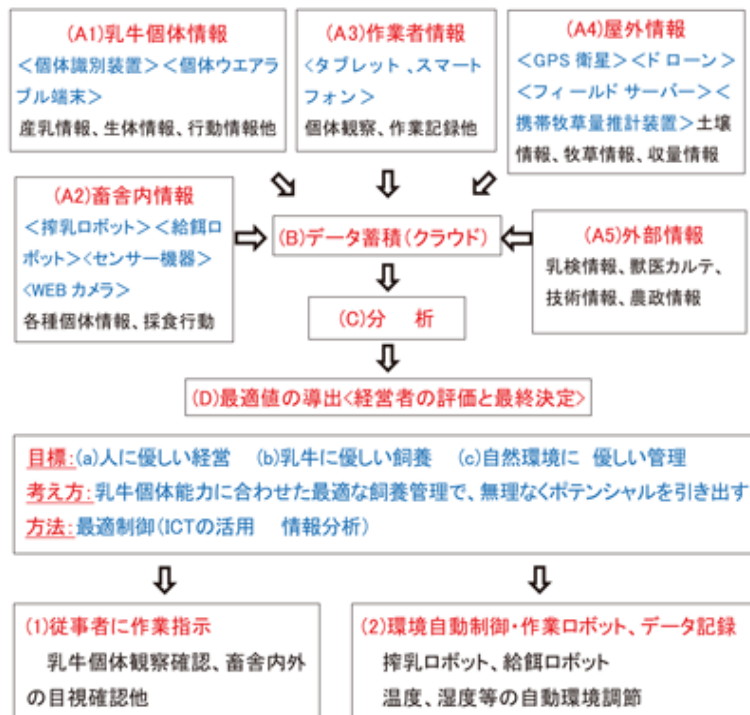 (A1)乳牛個体情報
＜個体識別装置＞＜個体ウエアラ
ブル端末＞
産乳情報、生体情報、行動情報他
(A3)作業者情報
<タブレット 、スマート
フォン＞
個体観察、作業記録他
(A4)屋外情報
＜GPS 衛星＞＜ド ローン＞
＜フィールド サーバー＞＜
携帯牧草量推計装置＞土壌
情報、牧草情報、収量情報
(A2)畜舎内情報
＜搾乳ロボット＞＜給餌ロ
ボット＞<センサー機器＞
<WEB カメラ＞
各種個体情報、採食行動
(B)データ蓄積(クラウド)
(A5)外部情報
乳検情報、獣医カルテ、
技術情報、農政情報
(C)分　析
(D)最適値の導出<経営者の評価と最終決定>
目標:(a)人に優しい経営　(b)乳牛に優しい飼養　(c)自然環境に 優しい管理
考え方:乳牛個体能力に合わせた最適な飼養管理で、無理なくポテンシャルを引き出す
方法:最適制御(ICTの活用　情報分析)
(1)従事者に作業指示
乳牛個体観察確認、畜舎内外
の目視確認他
(2)環境自動制御・作業ロボット、データ記録
搾乳ロボット、給餌ロボット
温度、湿度等の自動環境調節